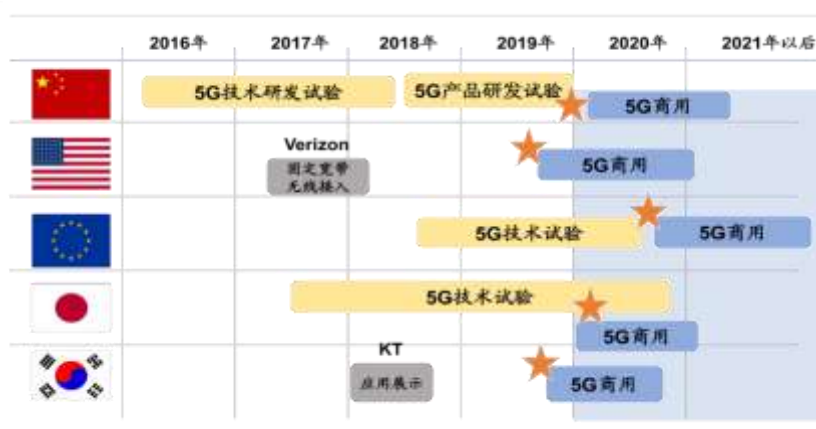 2016年 2017年 2018年 2019年 2020年 2021年以后
5G技术研发试验 5G产品研发试验
5G商用
Verizon
固定宽带
无线接入
5G商用
5G技术试验 5G商用
5G技术试验
5G商用
KT
应用展示 5G商用